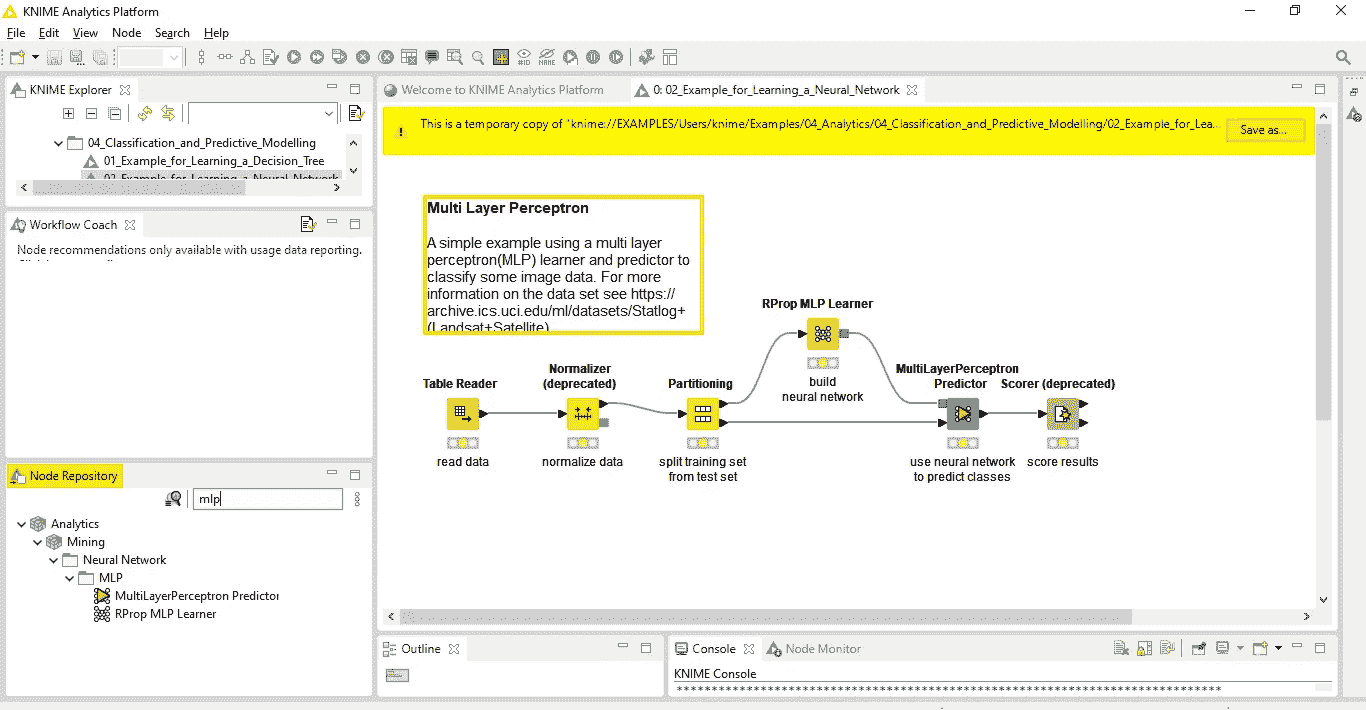 KNIME Analytics Platform
File Edit View Node Search Help
KNIME Explorer
04_Classification_and_Predictive_Modelling
01_Example_for_Learning_a_Decision_Tree
02_Example_for_Learning_a_Neural_Network
Workflow Coach
Node recommendations only available with usage data reporting.
Node Repository
mlp
Analytics
Mining
Neural Network
MLP
MultiLayerPerceptron Predictor
RProp MLP Learner
Welcome to KNIME Analytics Platform
0: 02_Example_for_Learning_a_Neural_Network
This is a temporary copy of "knime://EXAMPLES/Users/knime/Examples/04_Analytics/04_Classification_and_Predictive_Modelling/02_Example_for_Lea...
Save as...
Multi Layer Perceptron
A simple example using a multi layer
perceptron(MLP) learner and predictor to
classify some image data. For more
information on the data set see https://
archive.ics.uci.edu/ml/datasets/Statlog+
(Landsat+Satellite)
RProp MLP Learner
build
neural network
Table Reader
read data
Normalizer
(deprecated)
normalize data
Partitioning
split training set
from test set
MultiLayerPerceptron
Predictor
use neural network
to predict classes
Scorer (deprecated)
score results
Outline
Console
Node Monitor
KNIME Console